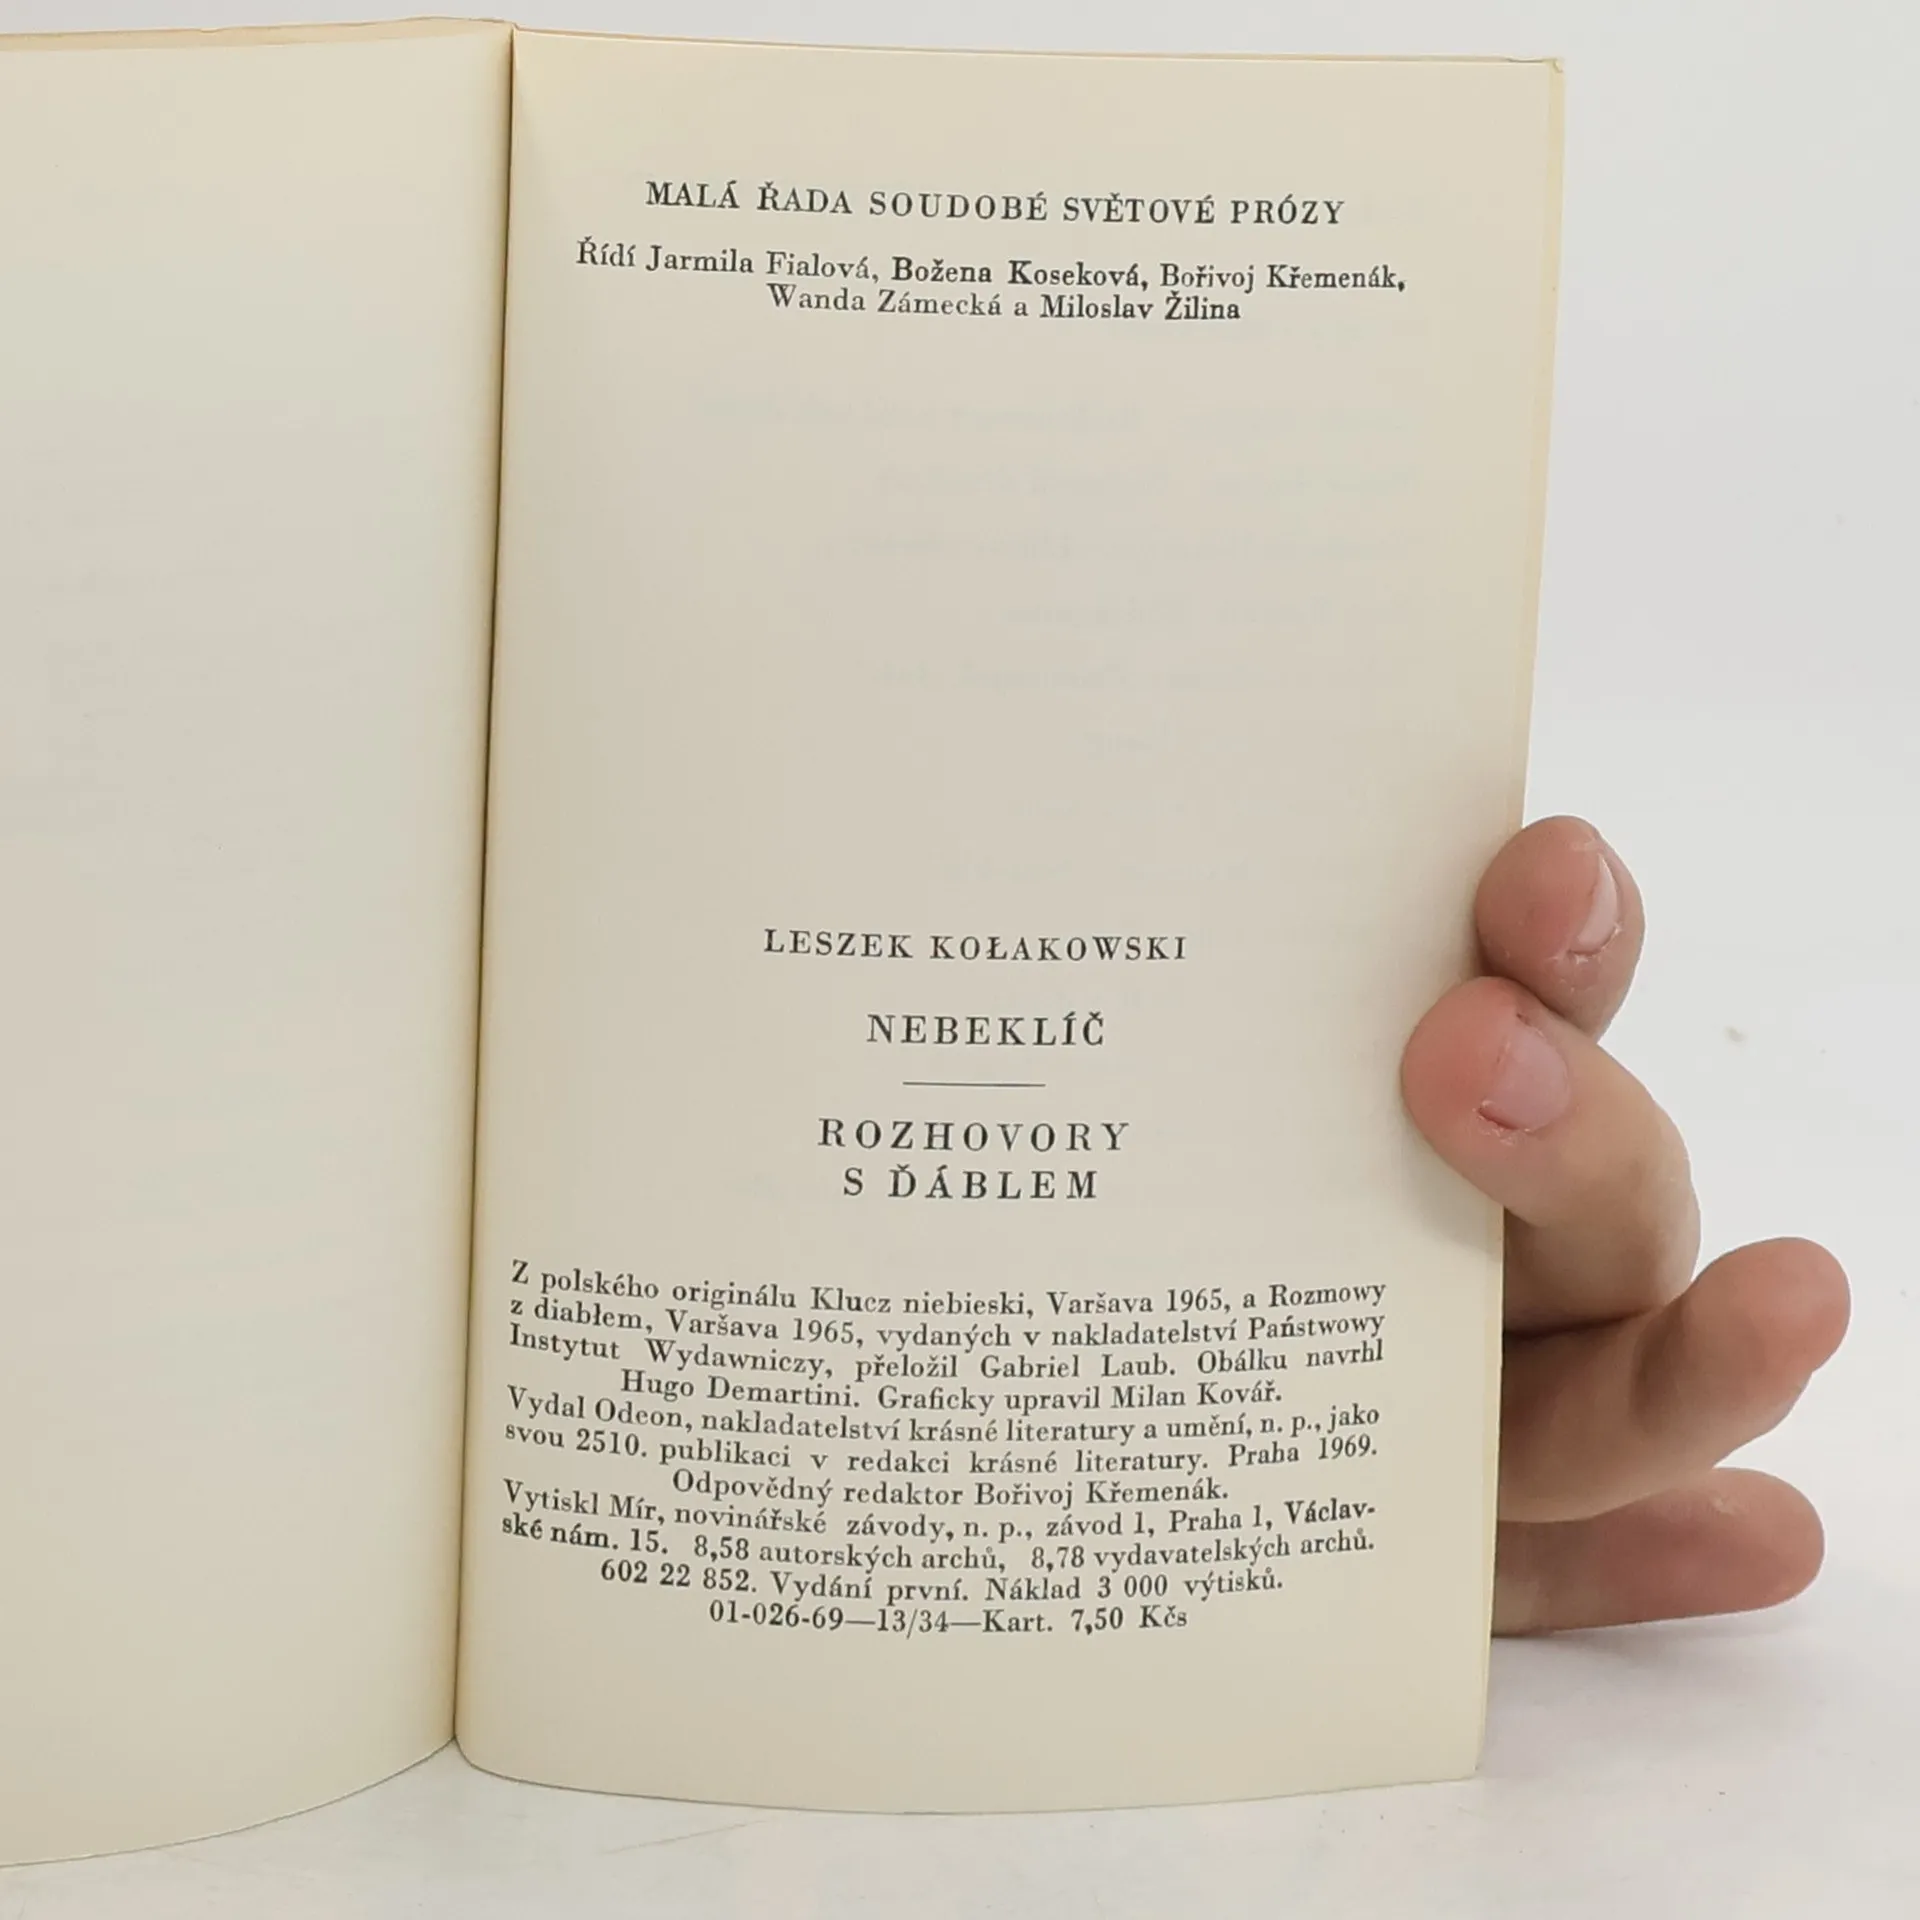 MALÁ ŘADA SOUDOBÉ SVĚTOVÉ PRÓZY
Řídí Jarmila Fialová, Božena Koseková, Bořivoj Křemenák,
Wanda Zámecká a Miloslav Žilina
LESZEK KOŁAKOWSKI
NEBEKLÍČ
ROZHOVORY
S ĎÁBLEM
Z polského originálu Klucz niebieski, Varšava 1965, a Rozmowy
z diabłem, Varšava 1965, vydaných v nakladatelství Państwowy
Instytut Wydawniczy, přeložil Gabriel Laub. Obálku navrhl
Hugo Demartini. Graficky upravil Milan Kovář.
Vydal Odeon, nakladatelství krásné literatury a umění, n. p., jako
svou 2510. publikaci v redakci krásné literatury. Praha 1969.
Odpovědný redaktor Bořivoj Křemenák.
Vytiskl Mír, novinářské závody, n. p., závod 1, Praha 1, Václav-
ské nám. 15. 8,58 autorských archů, 8,78 vydavatelských archů.
602 22 852. Vydání první. Náklad 3 000 výtisků.
01-026-69—13/34—Kart. 7,50 Kčs